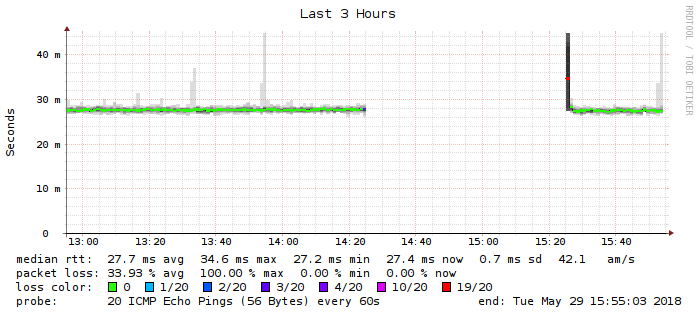 Last 3 Hours
RRDTOOL / TOBI OETIKER
Seconds
40 m
30 m
20 m
10 m
0
13:00 13:20 13:40 14:00 14:20 14:40 15:00 15:20 15:40
median rtt: 27.7 ms avg 34.6 ms max 27.2 ms min 27.4 ms now 0.7 ms sd 42.1 am/s
packet loss: 33.93 % avg 100.00 % max 0.00 % min 0.00 % now
loss color: 0 1/20 2/20 3/20 4/20 10/20 19/20
probe: 20 ICMP Echo Pings (56 Bytes) every 60s end: Tue May 29 15:55:03 2018